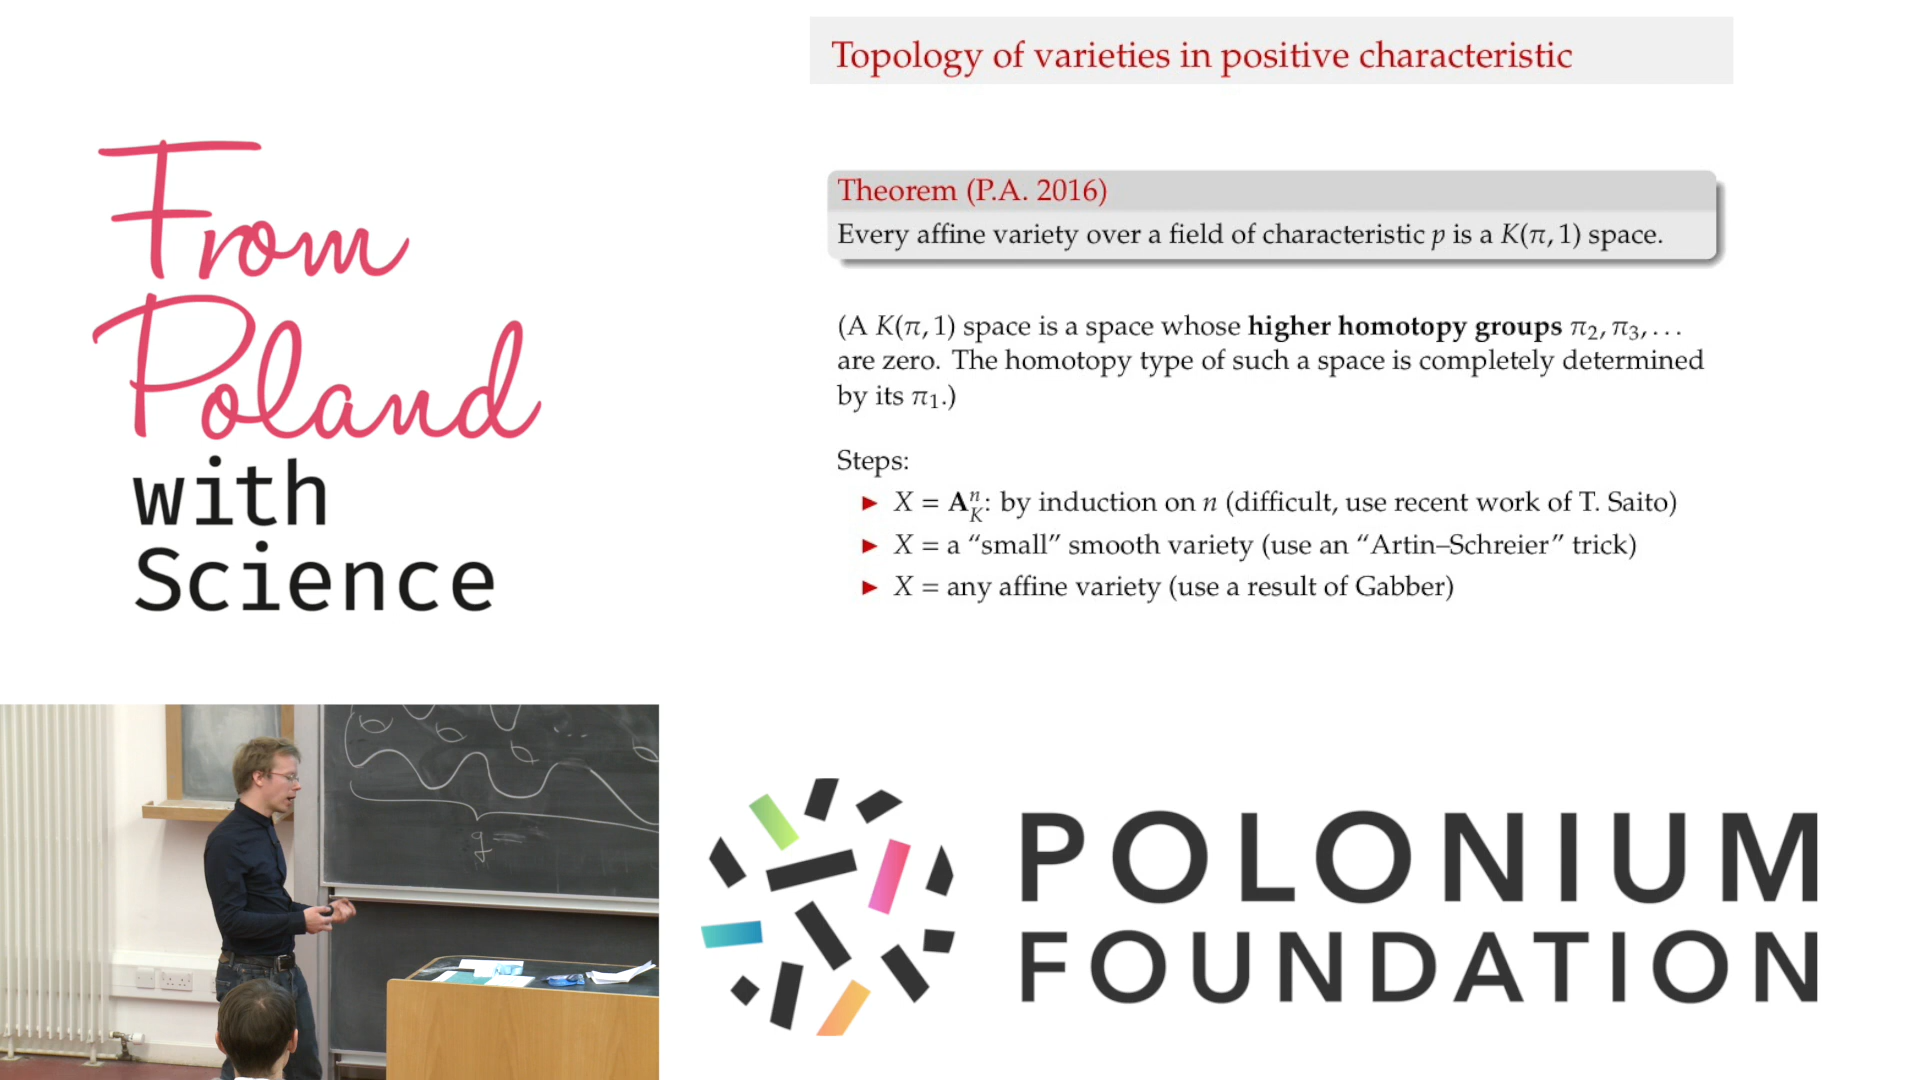 From
Poland
with
Science
Topology of varieties in positive characteristic
Theorem (P.A. 2016)
Every affine variety over a field of characteristic p is a K(π, 1) space.
(A K(π, 1) space is a space whose higher homotopy groups π₂, π₃, . . .
are zero. The homotopy type of such a space is completely determined
by its π₁.)
Steps:
▶ X = Aⁿ_K: by induction on n (difficult, use recent work of T. Saito)
▶ X = a “small” smooth variety (use an “Artin–Schreier” trick)
▶ X = any affine variety (use a result of Gabber)
g =
POLONIUM
FOUNDATION